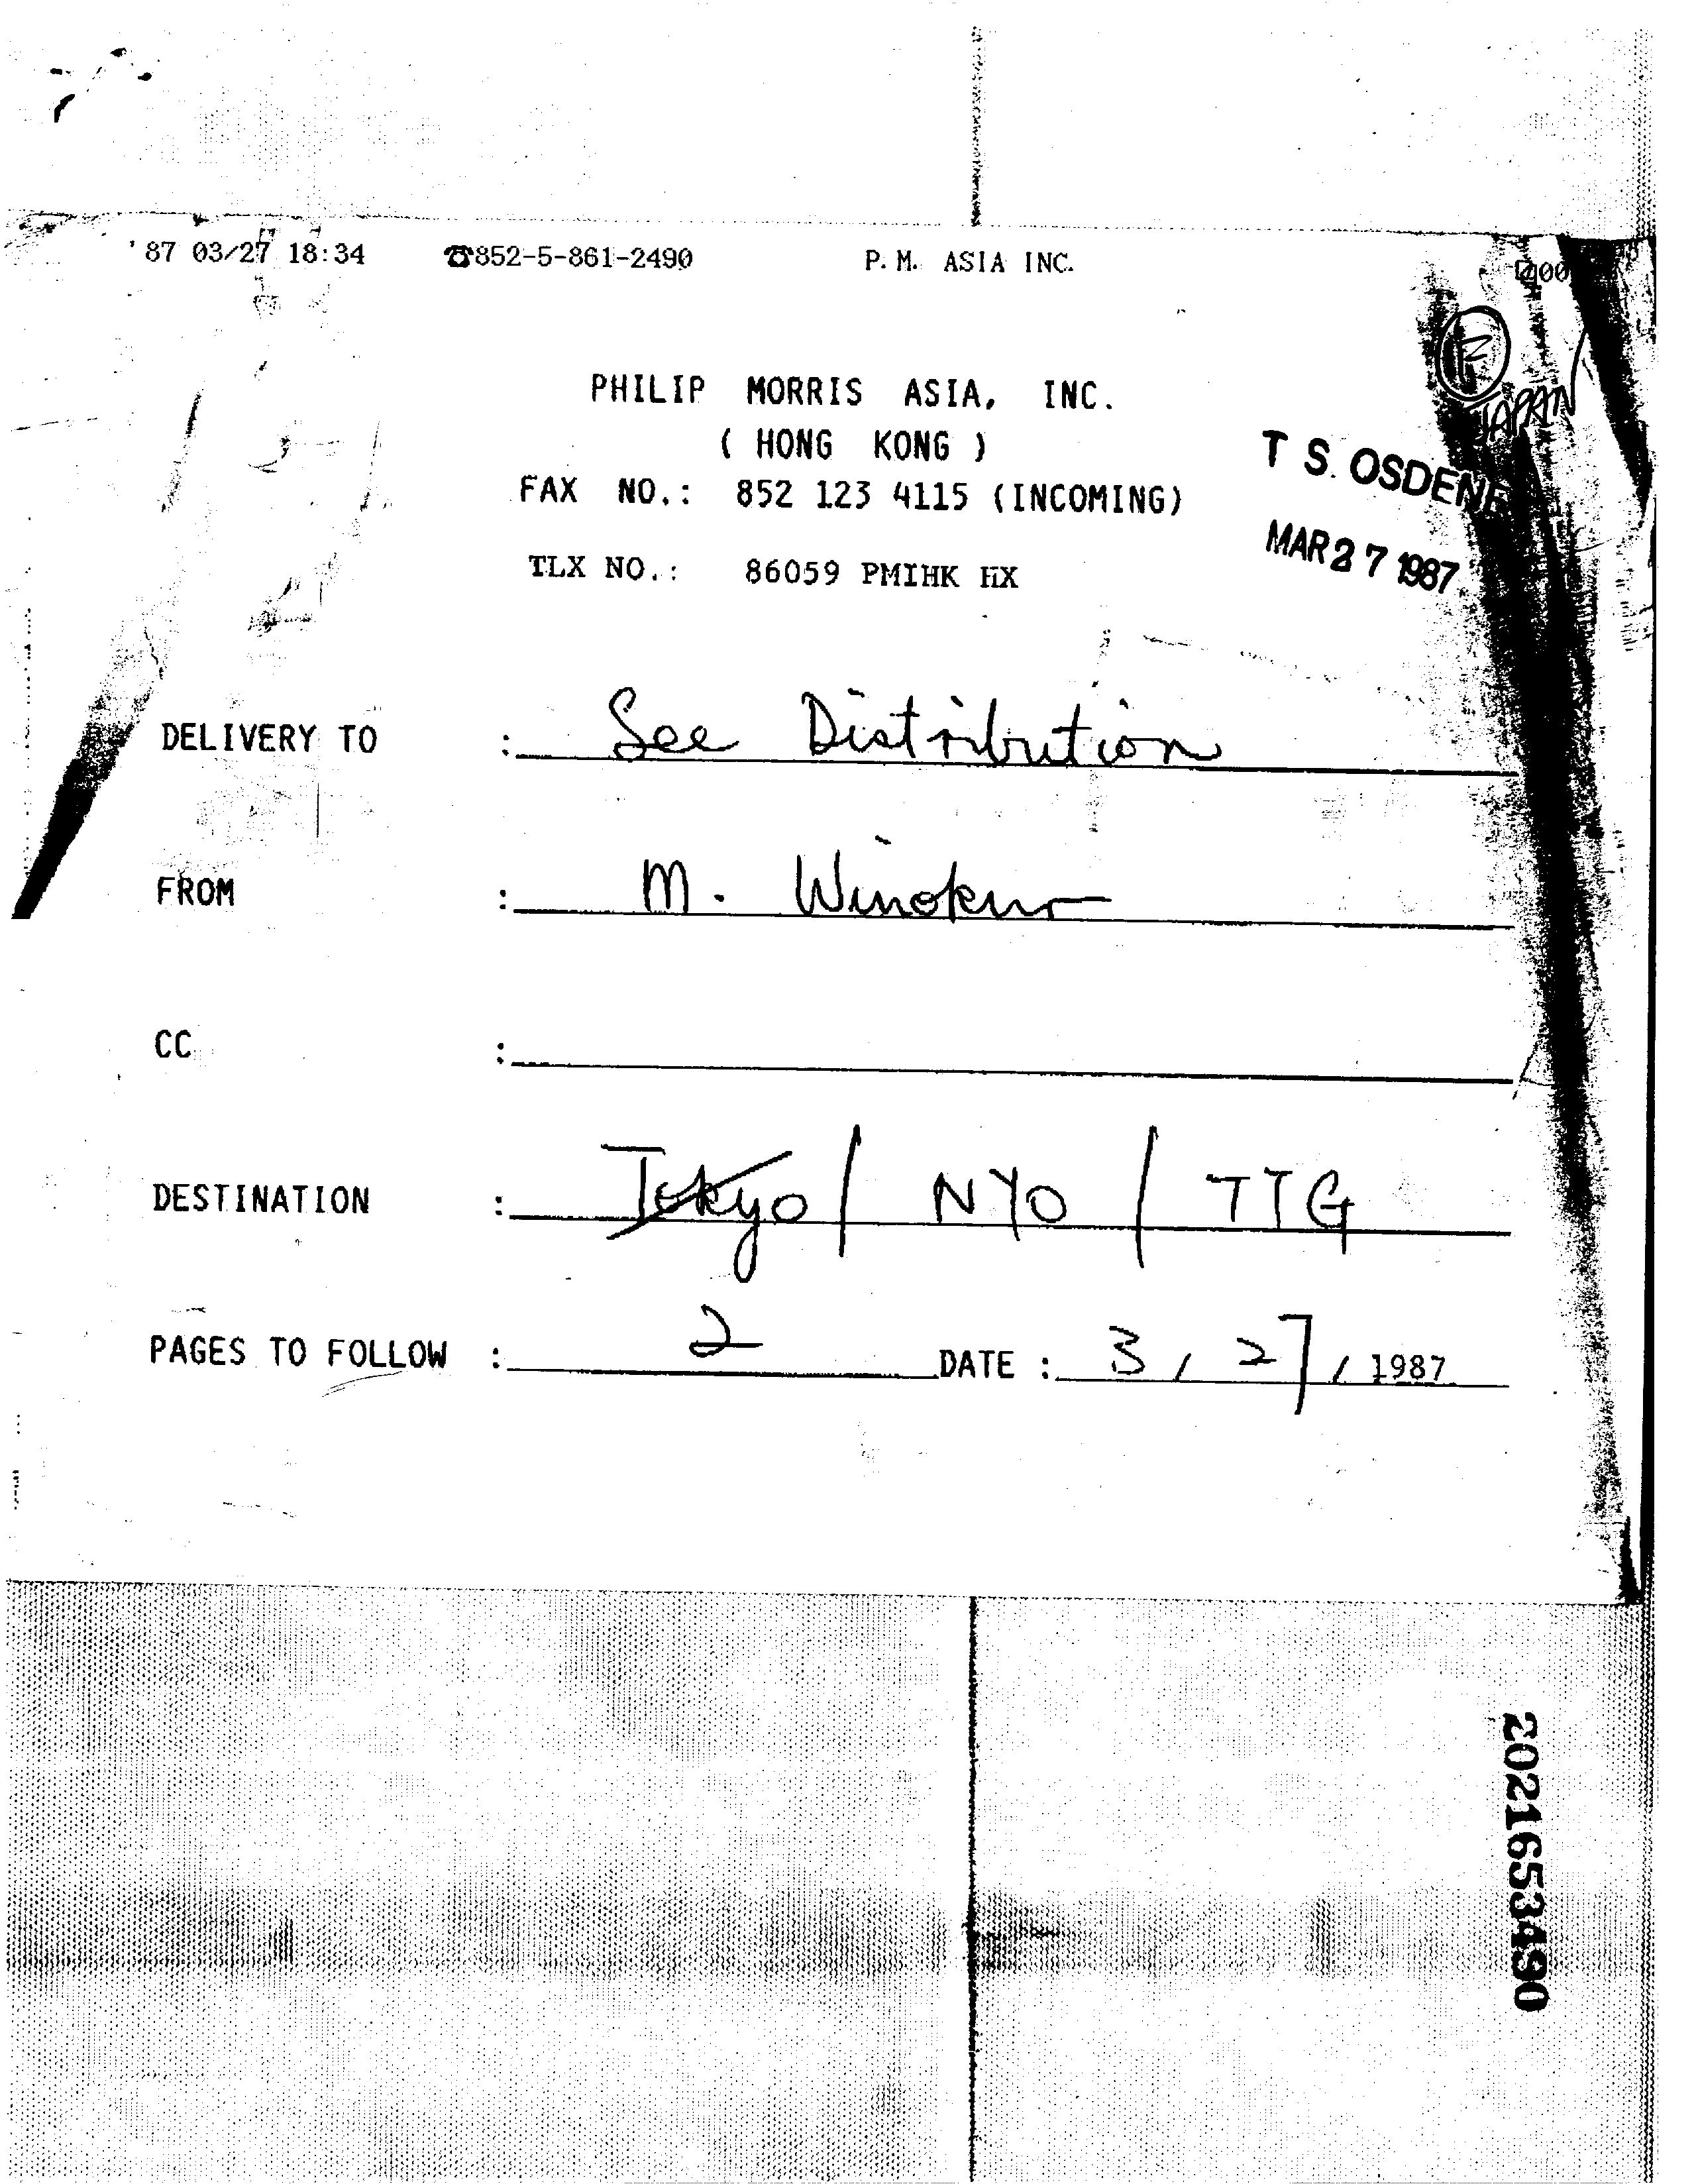 '87 03/27 18:34 ☎852-5-861-2490 P.M. ASIA INC.
JAPAN
PHILIP MORRIS ASIA, INC.
( HONG KONG )
FAX NO.: 852 123 4115 (INCOMING)
T S. OSDENE
MAR 27 1987
TLX NO.: 86059 PMIHK HX
DELIVERY TO : See Distribution
FROM : M. Winokur
CC :
DESTINATION : Tokyo / NYO / TTG
PAGES TO FOLLOW : 2 DATE : 3 / 27 / 1987
2021653490